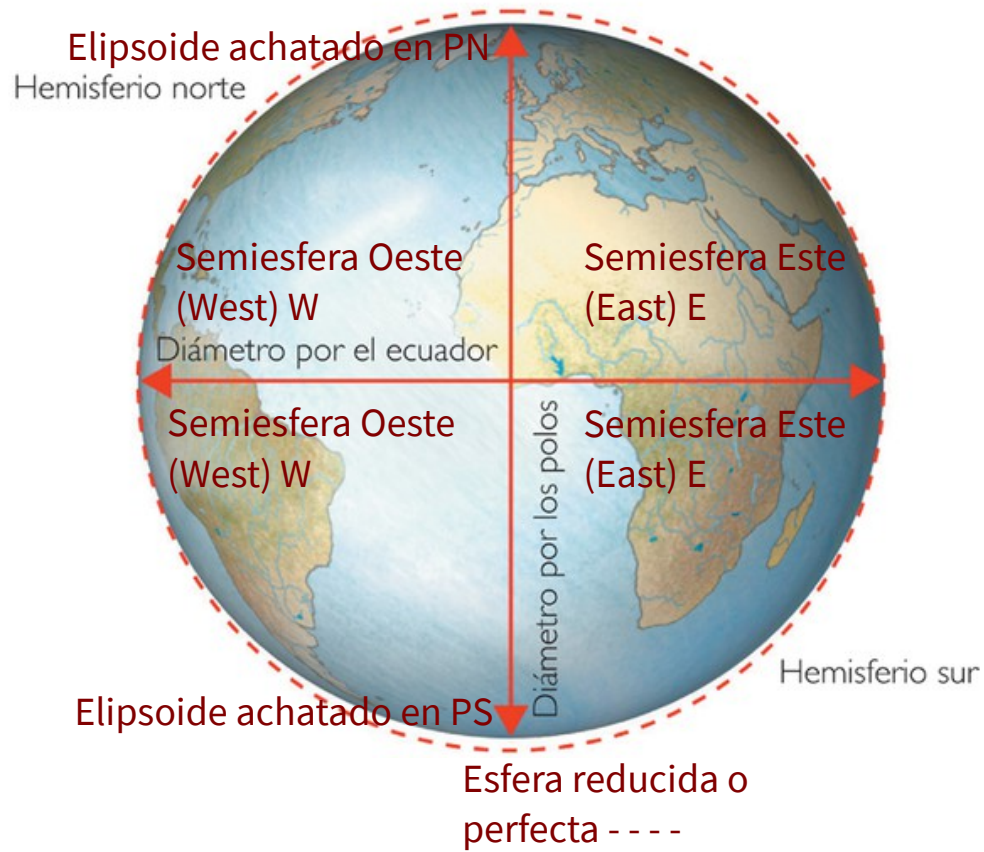 Elipsoide achatado en PN
Hemisferio norte
Semiesfera Oeste
(West) W
Semiesfera Este
(East) E
Diámetro por el ecuador
Semiesfera Oeste
(West) W
Diámetro por los polos
Semiesfera Este
(East) E
Hemisferio sur
Elipsoide achatado en PS
Esfera reducida o
perfecta - - - -